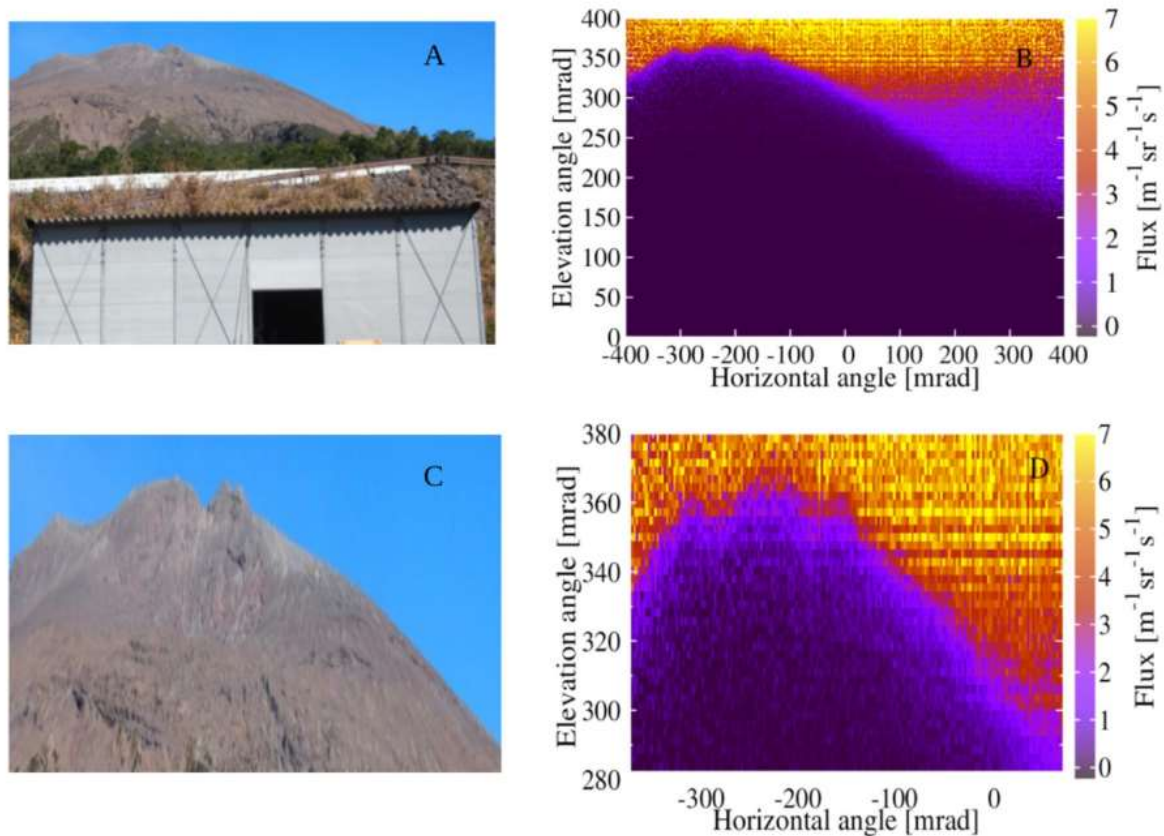 A
B
400
350
300
250
200
150
100
50
0
Elevation angle [mrad]
-400 -300 -200 -100 0 100 200 300 400
Horizontal angle [mrad]
7
6
5
4
3
2
1
0
Flux [m⁻¹sr⁻¹s⁻¹]
C
D
380
360
340
320
300
280
Elevation angle [mrad]
-300 -200 -100 0
Horizontal angle [mrad]
7
6
5
4
3
2
1
0
Flux [m⁻¹sr⁻¹s⁻¹]